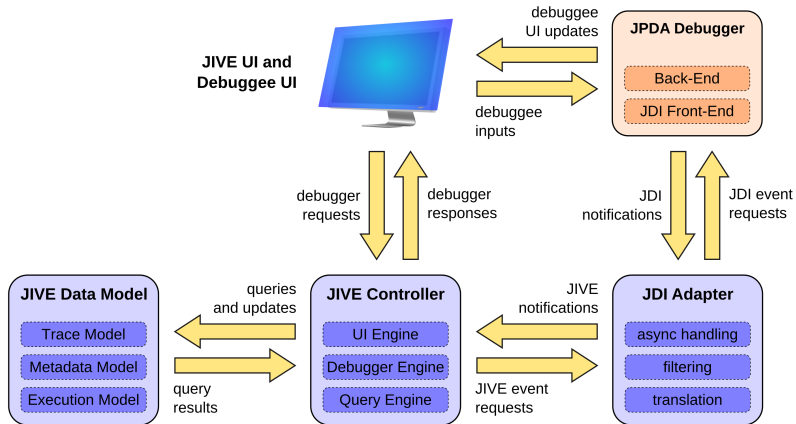 JIVE UI and
Debuggee UI
debuggee
UI updates
debuggee
inputs
JPDA Debugger
Back-End
JDI Front-End
debugger
requests
debugger
responses
JDI
notifications
JDI event
requests
JIVE Data Model
Trace Model
Metadata Model
Execution Model
queries
and updates
query
results
JIVE Controller
UI Engine
Debugger Engine
Query Engine
JIVE
notifications
JIVE event
requests
JDI Adapter
async handling
filtering
translation